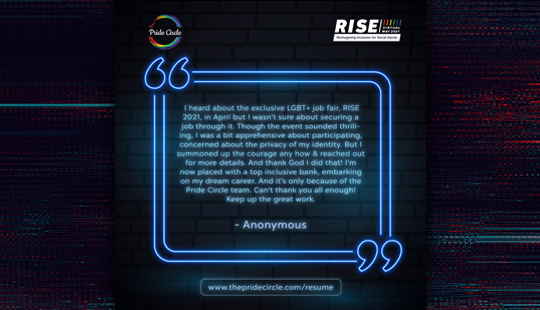 Pride Circle
RISE
VIRTUAL
MAY 2021
Reimagining Inclusion for Social Equity
I heard about the exclusive LGBT+ job fair, RISE
2021, in April but I wasn't sure about securing a
job through it. Though the event sounded thrill-
ing, I was a bit apprehensive about participating,
concerned about the privacy of my identity. But I
summoned up the courage any how & reached out
for more details. And thank God I did that! I'm
now placed with a top inclusive bank, embarking
on my dream career. And it's only because of the
Pride Circle team. Can't thank you all enough!
Keep up the great work.
- Anonymous
www.thepridecircle.com/resume